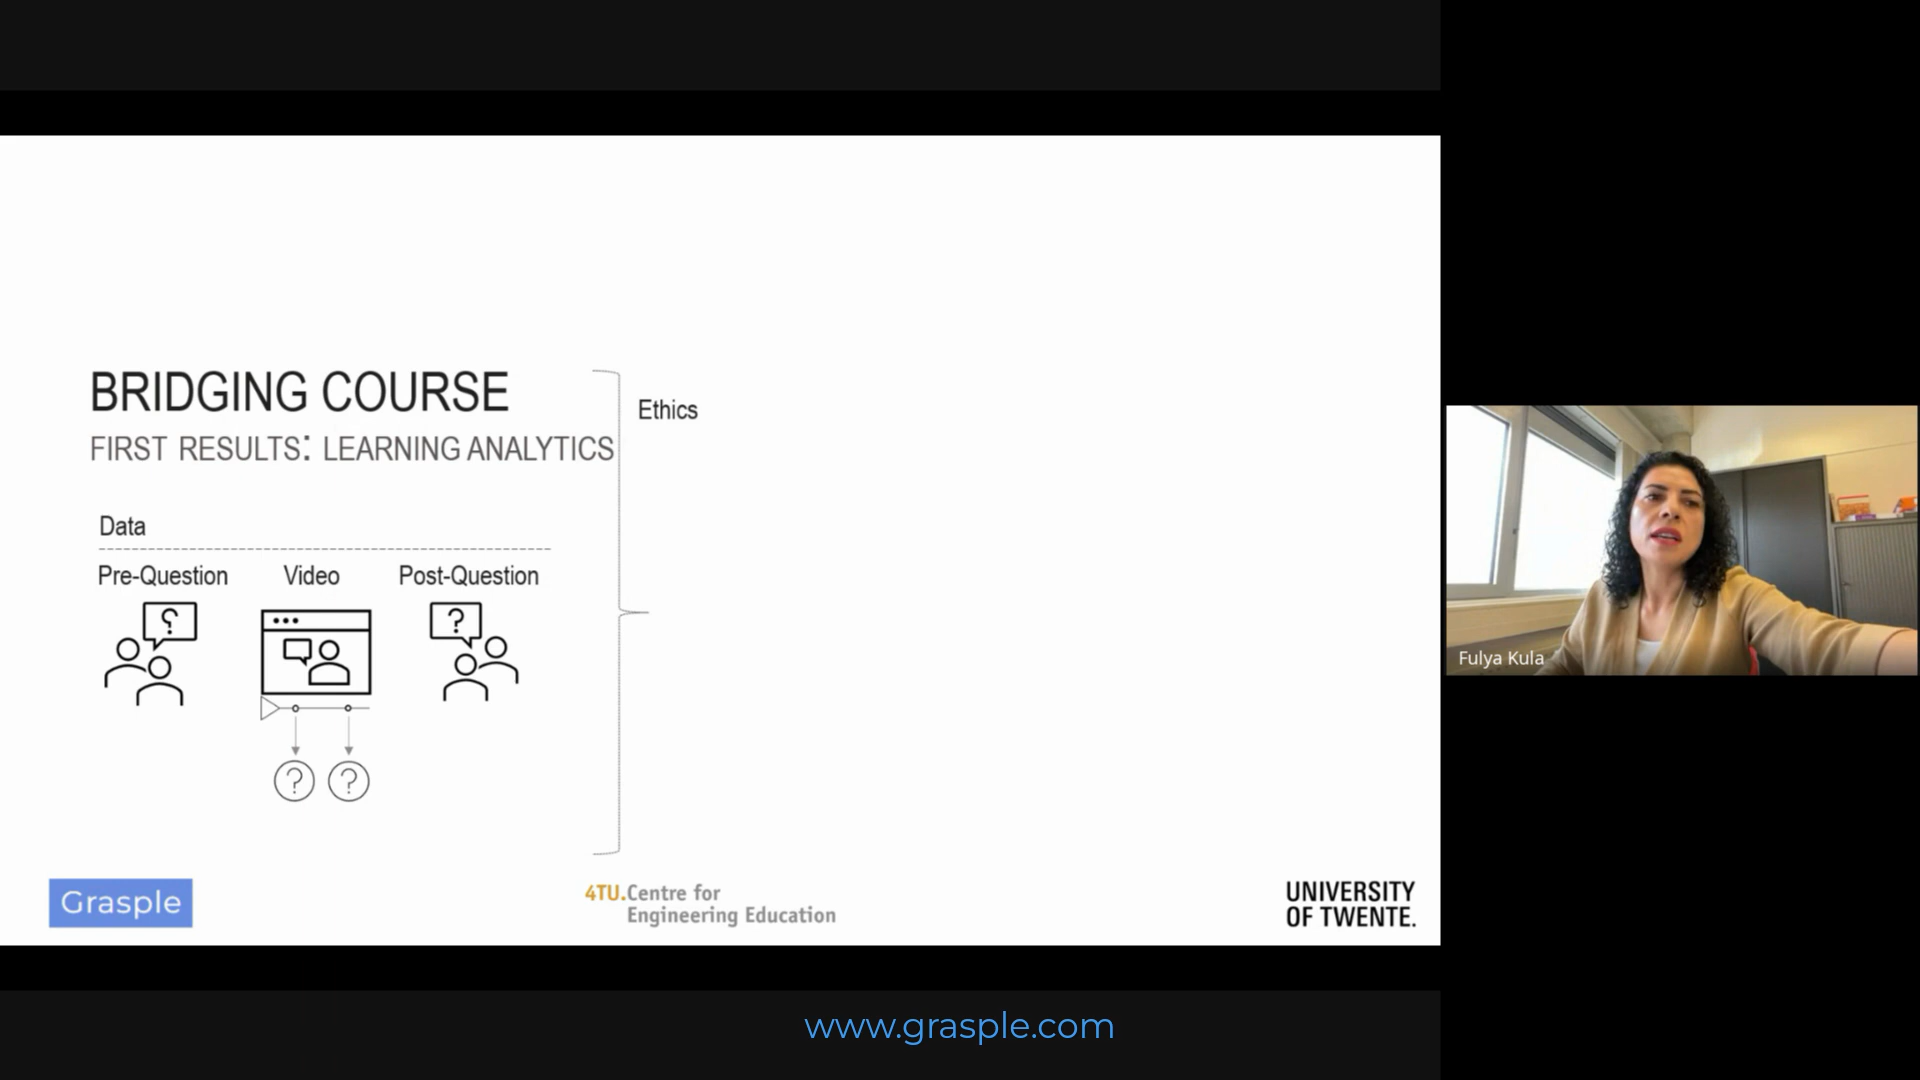 BRIDGING COURSE
FIRST RESULTS: LEARNING ANALYTICS
Ethics
Data
Pre-Question Video Post-Question
? ?
? ?
Grasple
4TU.Centre for
Engineering Education
UNIVERSITY
OF TWENTE.
Fulya Kula
www.grasple.com